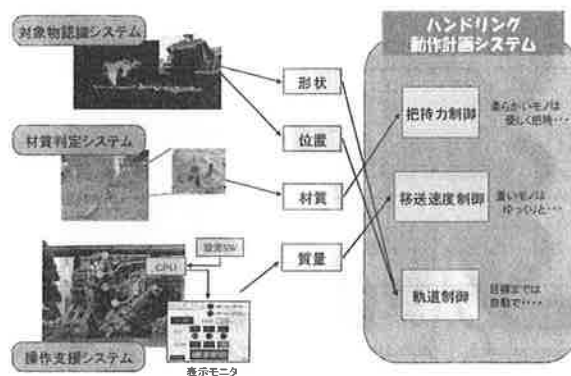 対象物認識システム
材質判定システム
設定SW
CPU
操作支援システム
表示モニタ
形状
位置
材質
質量
ハンドリング
動作計画システム
把持力制御
柔らかいモノは
優しく把持・・・
移送速度制御
重いモノは
ゆっくりと・・・
軌道制御
目標までは
自動で・・・・